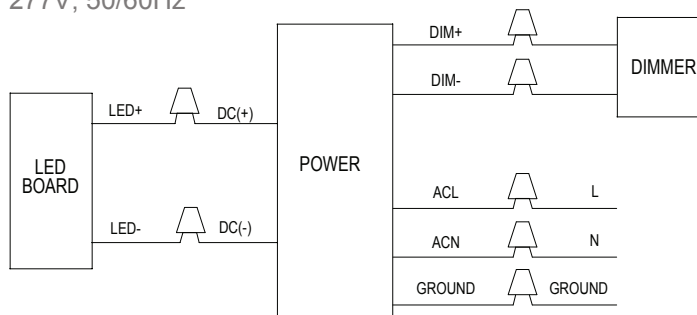 277V, 50/60Hz
DIM+
DIMMER
DIM-
LED+ DC(+)
LED BOARD
POWER
ACL L
LED- DC(-)
ACN N
GROUND GROUND